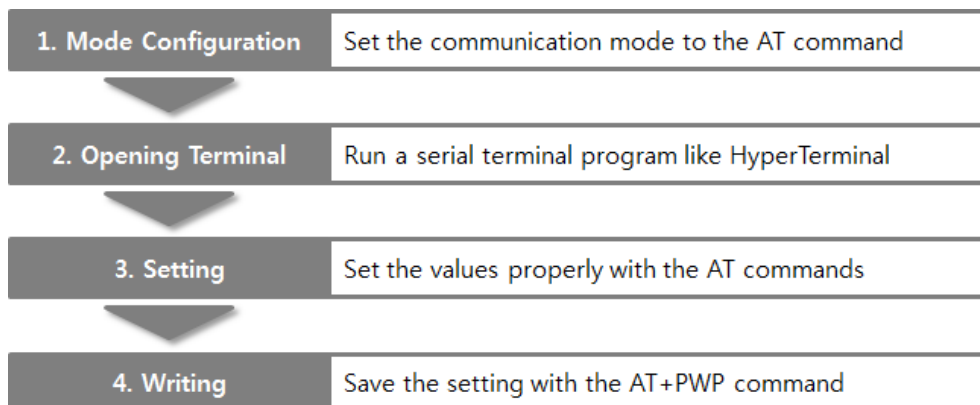 1. Mode Configuration Set the communication mode to the AT command
2. Opening Terminal Run a serial terminal program like HyperTerminal
3. Setting Set the values properly with the AT commands
4. Writing Save the setting with the AT+PWP command